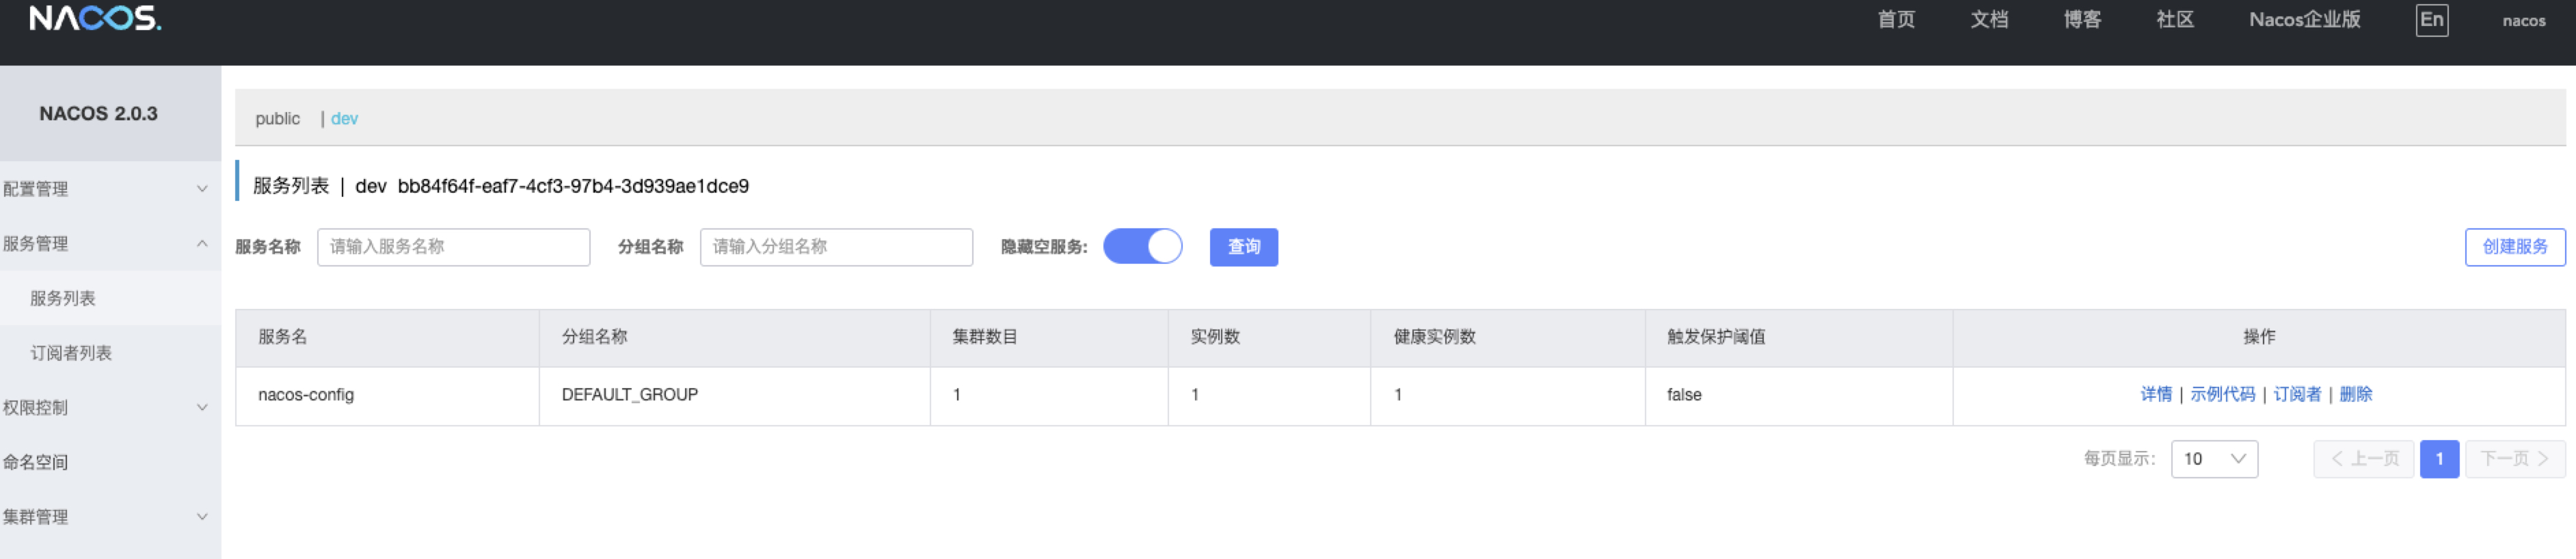 NACOS.
首页 文档 博客 社区 Nacos企业版 En nacos
NACOS 2.0.3
配置管理
服务管理
服务列表
订阅者列表
权限控制
命名空间
集群管理
public | dev
服务列表 | dev bb84f64f-eaf7-4cf3-97b4-3d939ae1dce9
服务名称 请输入服务名称 分组名称 请输入分组名称 隐藏空服务: 查询 创建服务
服务名 分组名称 集群数目 实例数 健康实例数 触发保护阈值 操作
nacos-config DEFAULT_GROUP 1 1 1 false 详情 | 示例代码 | 订阅者 | 删除
每页显示: 10 < 上一页 1 下一页 >